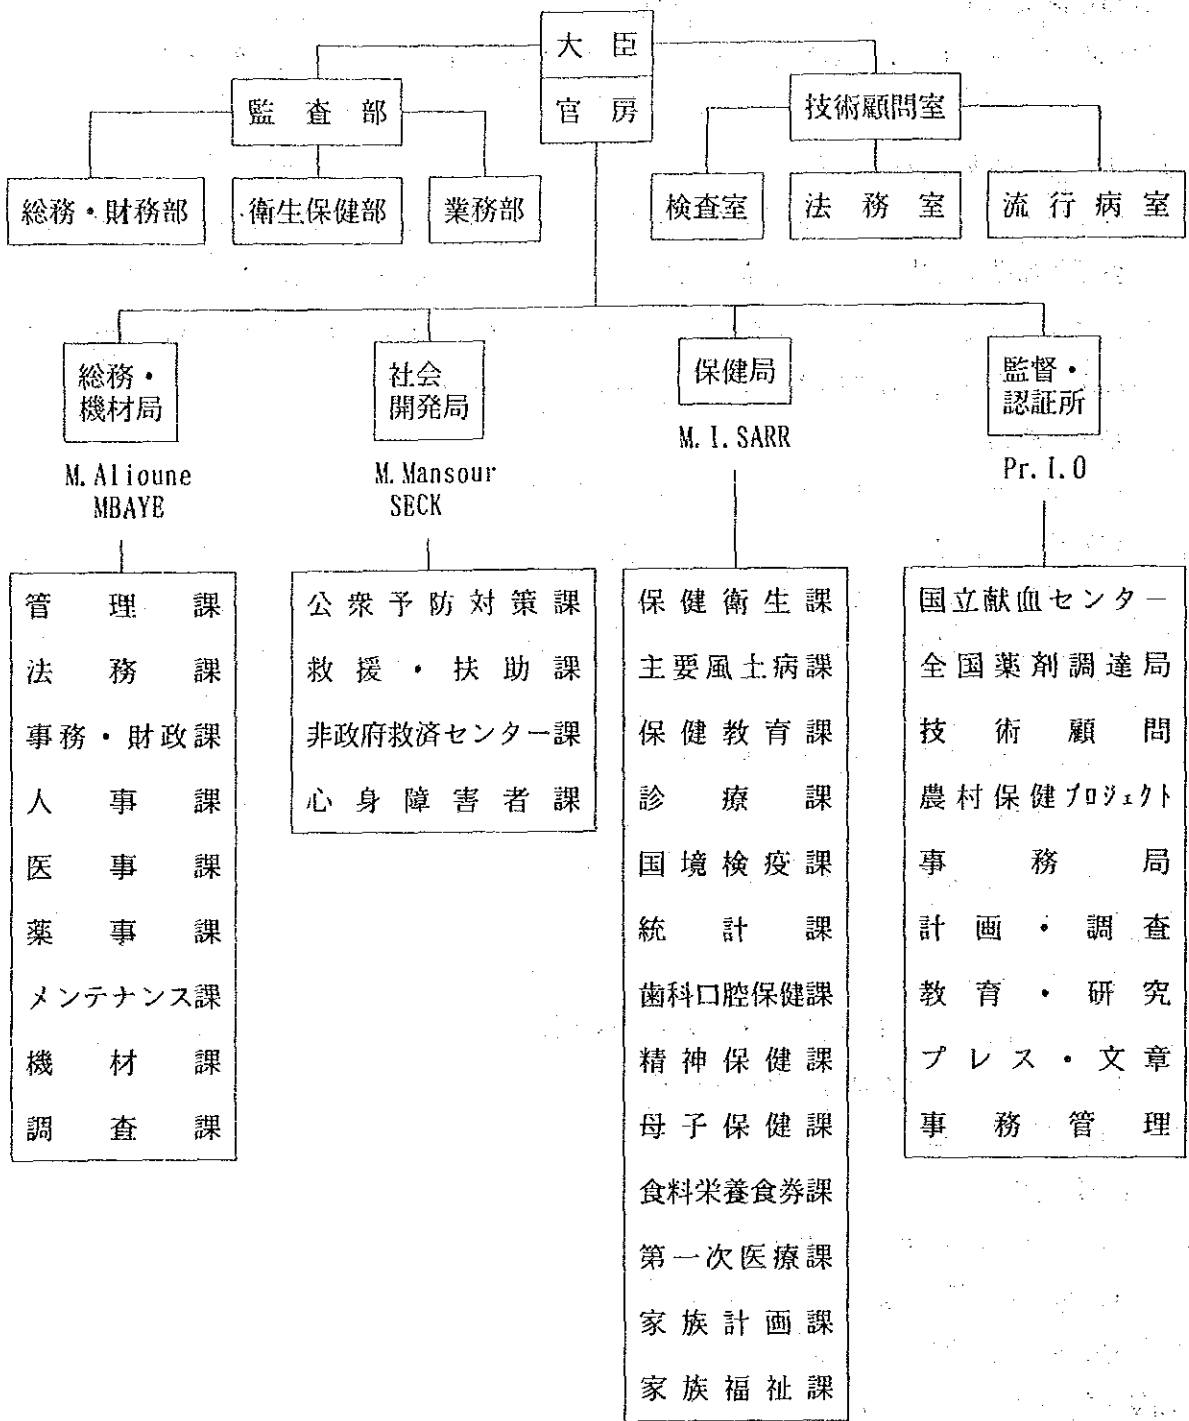 大臣
官房
監査部
技術顧問室
総務・財務部
衛生保健部
業務部
検査室
法務室
流行病室
総務・
機材局
M. Alioune
MBAYE
社会
開発局
M. Mansour
SECK
保健局
M. I. SARR
監督・
認証所
Pr. I. O
管理課
法務課
事務・財政課
人事課
医事課
薬事課
メンテナンス課
機材課
調査課
公衆予防対策課
救援・扶助課
非政府救済センター課
心身障害者課
保健衛生課
主要風土病課
保健教育課
診療課
国境検疫課
統計課
歯科口腔保健課
精神保健課
母子保健課
食料栄養食券課
第一次医療課
家族計画課
家族福祉課
国立献血センター
全国薬剤調達局
技術顧問
農村保健プロジェクト
事務局
計画・調査
教育・研究
プレス・文章
事務管理